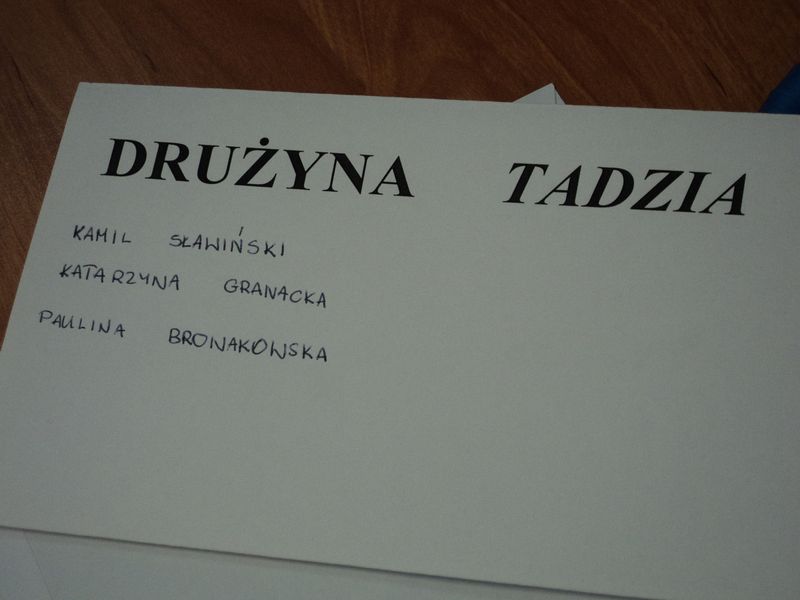 DRUŻYNA TADZIA
KAMIL SŁAWIŃSKI
KATARZYNA GRANACKA
PAULINA BRONAKOWSKA